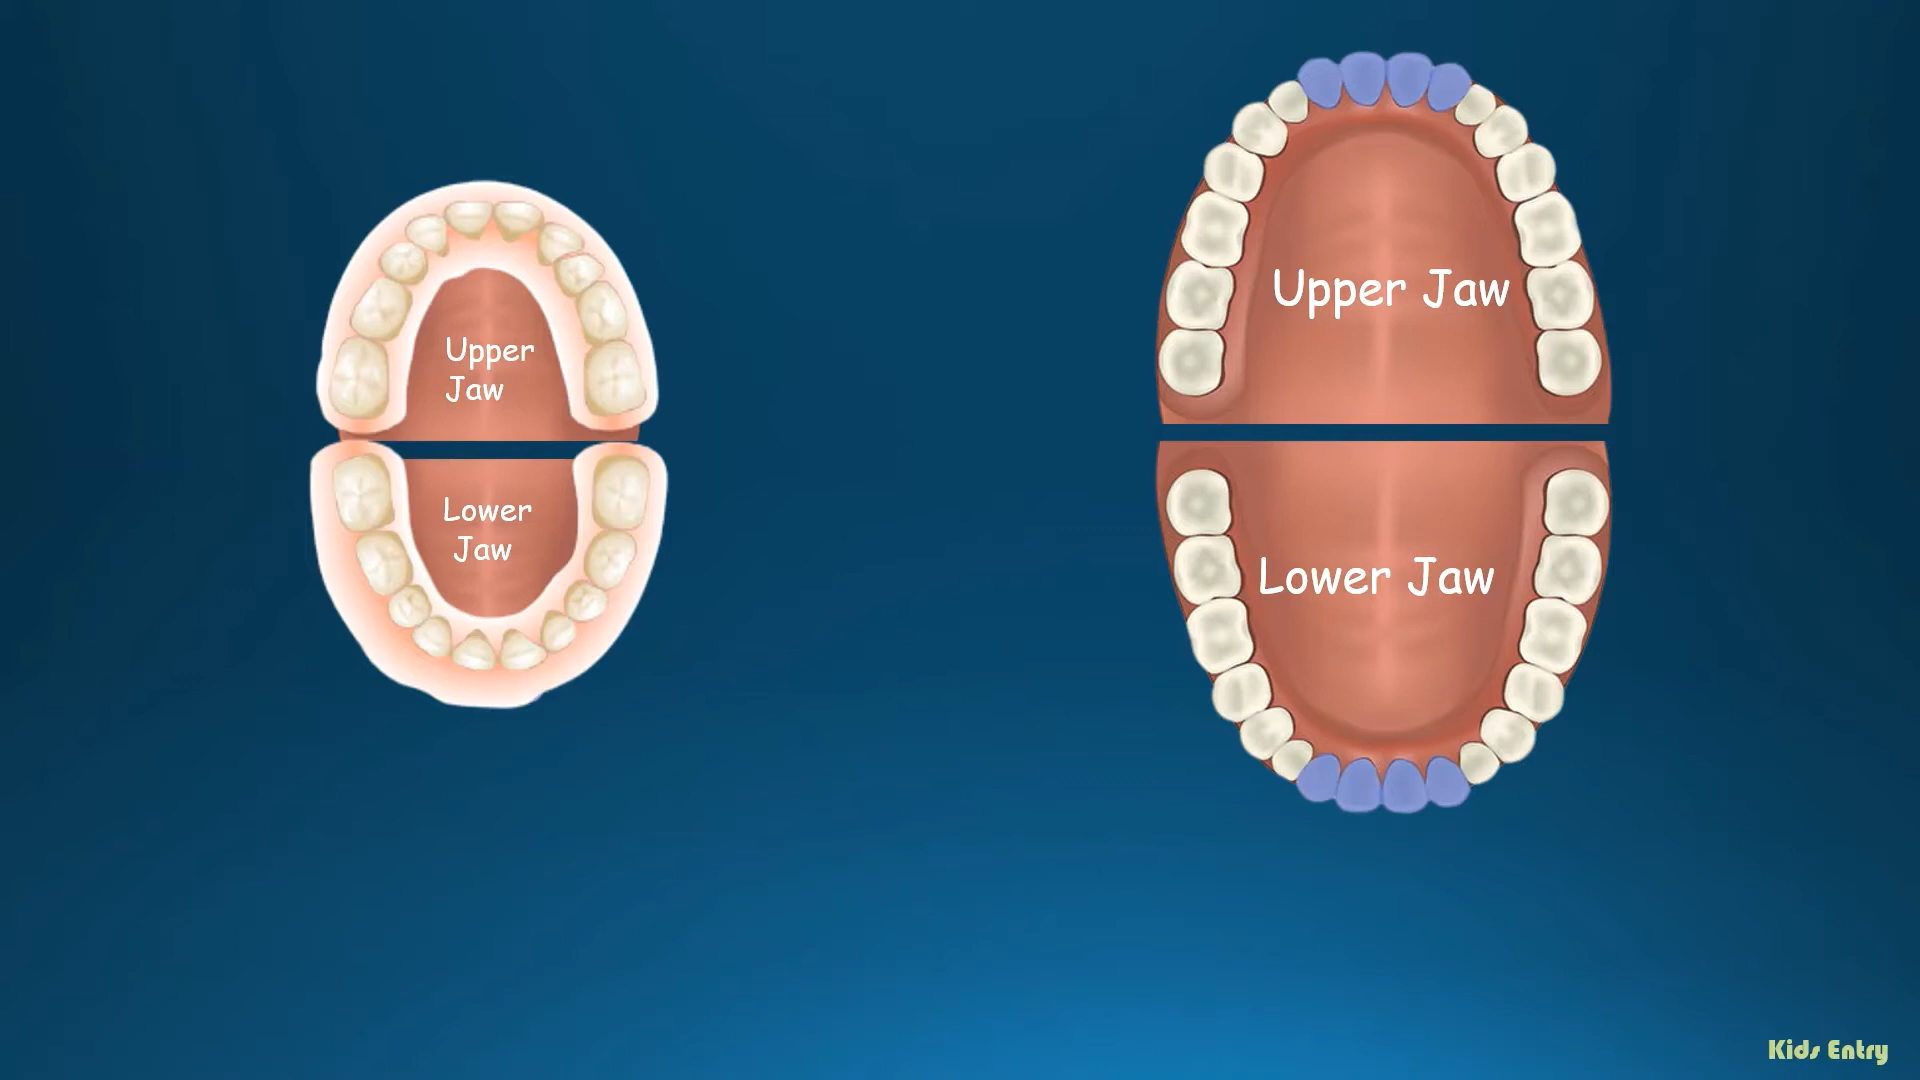 Upper
Jaw
Lower
Jaw
Upper Jaw
Lower Jaw
Kids Entry